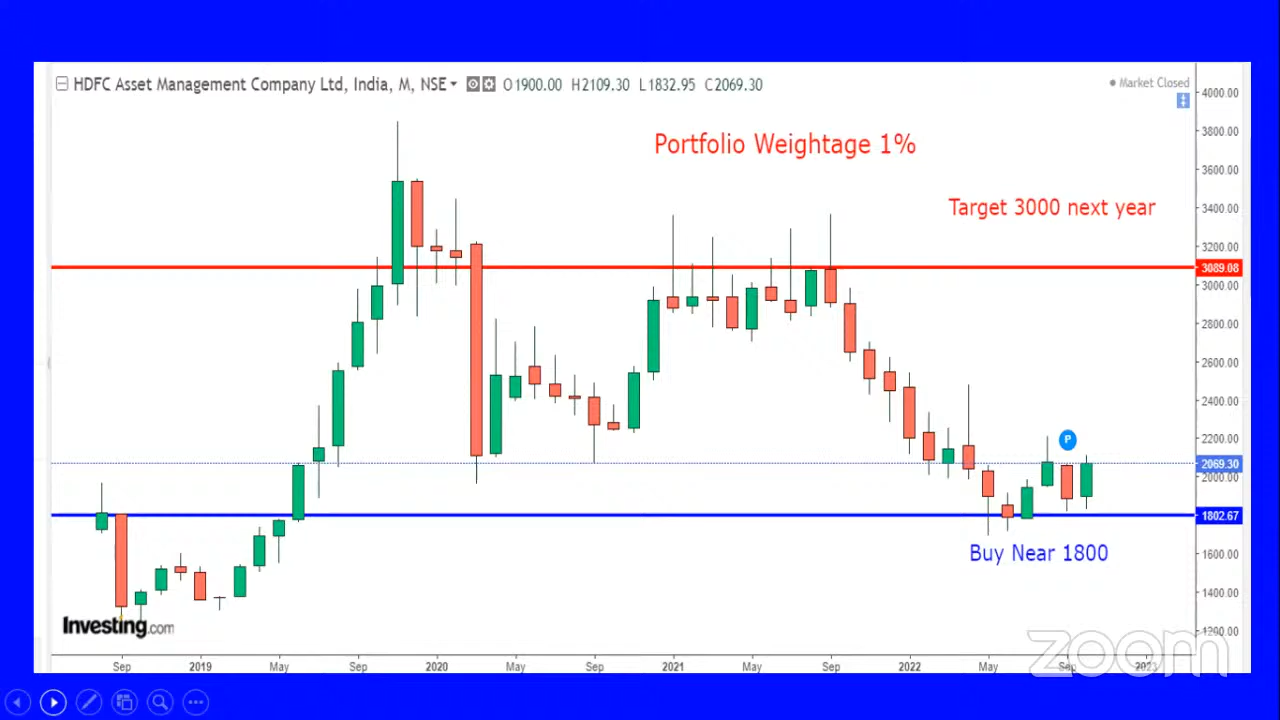 HDFC Asset Management Company Ltd, India, M, NSE O1900.00 H2109.30 L1832.95 C2069.30
Market Closed
4000.00
Portfolio Weightage 1%
3800.00
3600.00
Target 3000 next year
3400.00
3200.00
3089.08
3000.00
2800.00
2600.00
2400.00
P
2200.00
2069.30
2000.00
1802.67
Buy Near 1800
1600.00
1400.00
Investing.com
1200.00
zoom
Sep 2019 May Sep 2020 May Sep 2021 May Sep 2022 May Sep 2023